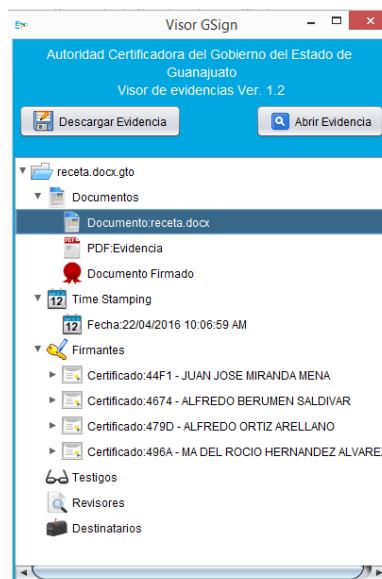 Visor GSign
Autoridad Certificadora del Gobierno del Estado de
Guanajuato
Visor de evidencias Ver. 1.2
Descargar Evidencia
Abrir Evidencia
receta.docx.gto
Documentos
Documento:receta.docx
PDF:Evidencia
Documento Firmado
12 Time Stamping
12 Fecha:22/04/2016 10:06:59 AM
Firmantes
Certificado:44F1 - JUAN JOSE MIRANDA MENA
Certificado:4674 - ALFREDO BERUMEN SALDIVAR
Certificado:479D - ALFREDO ORTIZ ARELLANO
Certificado:496A - MA DEL ROCIO HERNANDEZ ALVARE
Testigos
Revisores
Destinatarios